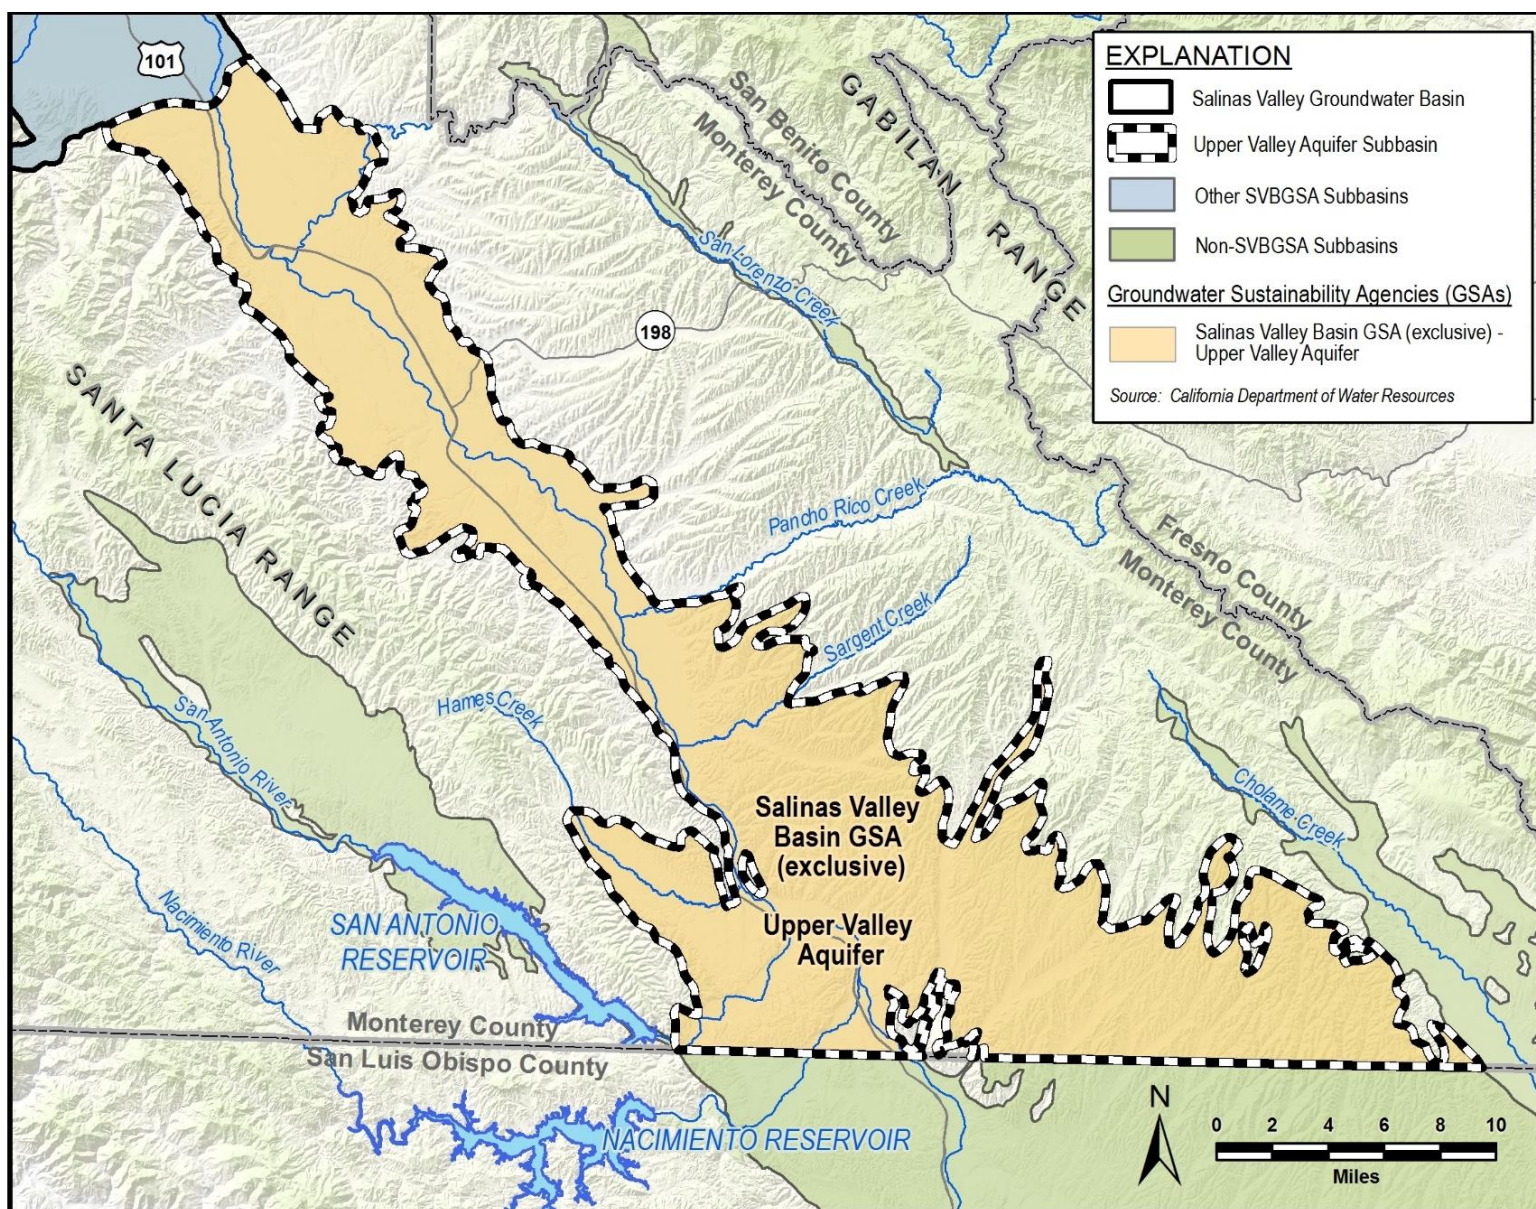 101
San Benito County
Monterey County
GABILAN RANGE
San Lorenzo Creek
198
SANTA LUCIA RANGE
Pancho Rico Creek
Fresno County
Monterey County
Sargent Creek
Hames Creek
San Antonio River
Cholame Creek
Salinas Valley
Basin GSA
(exclusive)
Upper Valley
Aquifer
Nacimiento River
SAN ANTONIO
RESERVOIR
Monterey County
San Luis Obispo County
NACIMIENTO RESERVOIR
EXPLANATION
Salinas Valley Groundwater Basin
Upper Valley Aquifer Subbasin
Other SVBGSA Subbasins
Non-SVBGSA Subbasins
Groundwater Sustainability Agencies (GSAs)
Salinas Valley Basin GSA (exclusive) -
Upper Valley Aquifer
Source: California Department of Water Resources
N
0 2 4 6 8 10
Miles